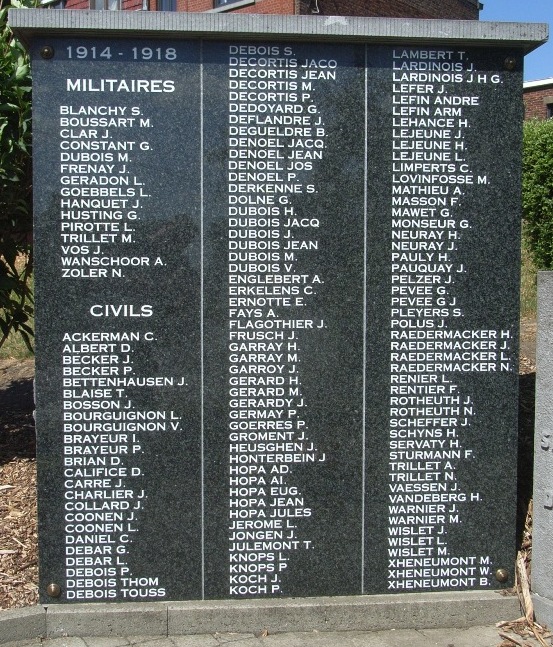 1914 - 1918
MILITAIRES
BLANCHY S.
BOUSSART M.
CLAR J.
CONSTANT G.
DUBOIS M.
FRENAY J.
GERADON L.
GOEBBELS L.
HANQUET J.
HUSTING G.
PIROTTE L.
TRILLET M.
VOS J.
WANSCHOOR A.
ZOLER N.
CIVILS
ACKERMAN C.
ALBERT D.
BECKER J.
BECKER P.
BETTENHAUSEN J.
BLAISE T.
BOSSON J.
BOURGUIGNON L.
BOURGUIGNON V.
BRAYEUR I.
BRAYEUR P.
BRIAN D.
CALIFICE D.
CARRE J.
CHARLIER J.
COLLARD J.
COONEN J.
COONEN L.
DANIEL C.
DEBAR G.
DEBAR L.
DEBOIS P.
DEBOIS THOM
DEBOIS TOUSS
DEBOIS S.
DECORTIS JACQ
DECORTIS JEAN
DECORTIS M.
DECORTIS P.
DEDOYARD G.
DEFLANDRE J.
DEGUELDRE B.
DENOEL JACQ.
DENOEL JEAN
DENOEL JOS
DENOEL P.
DERKENNE S.
DOLNE G.
DUBOIS H.
DUBOIS JACQ
DUBOIS J.
DUBOIS JEAN
DUBOIS M.
DUBOIS V.
ENGLEBERT A.
ERKELENS C.
ERNOTTE E.
FAYS A.
FLAGOTHIER J.
FRUSCH J.
GARRAY H.
GARRAY M.
GARROY J.
GERARD H.
GERARD M.
GERARDY J.
GERMAY P.
GOERRES P.
GROMENT J.
HEUSGHEN J.
HONTERBEIN J
HOPA AD.
HOPA AI.
HOPA EUG.
HOPA JEAN
HOPA JULES
JEROME L.
JONGEN J.
JULEMONT T.
KNOPS L.
KNOPS P
KOCH J.
KOCH P.
LAMBERT T.
LARDINOIS J.
LARDINOIS J H G.
LEFER J.
LEFIN ANDRE
LEFIN ARM
LEHANCE H.
LEJEUNE J.
LEJEUNE H.
LEJEUNE L.
LIMPERTS C.
LOVINFOSSE M.
MATHIEU A.
MASSON F.
MAWET G.
MONSEUR G.
NEURAY H.
NEURAY J.
PAULY H.
PAUQUAY J.
PELZER J.
PEVEE G.
PEVEE G J
PLEYERS S.
POLUS J.
RAEDERMACKER H.
RAEDERMACKER J.
RAEDERMACKER L.
RAEDERMACKER N.
RENIER L.
RENTIER F.
ROTHEUTH J.
ROTHEUTH N.
SCHEFFER J.
SCHYNS H.
SERVATY H.
STURMANN F.
TRILLET A.
TRILLET N.
VAESSEN J.
VANDEBERG H.
WARNIER J.
WARNIER M.
WISLET J.
WISLET L.
WISLET M.
XHENEUMONT M.
XHENEUMONT W.
XHENEUMONT B.